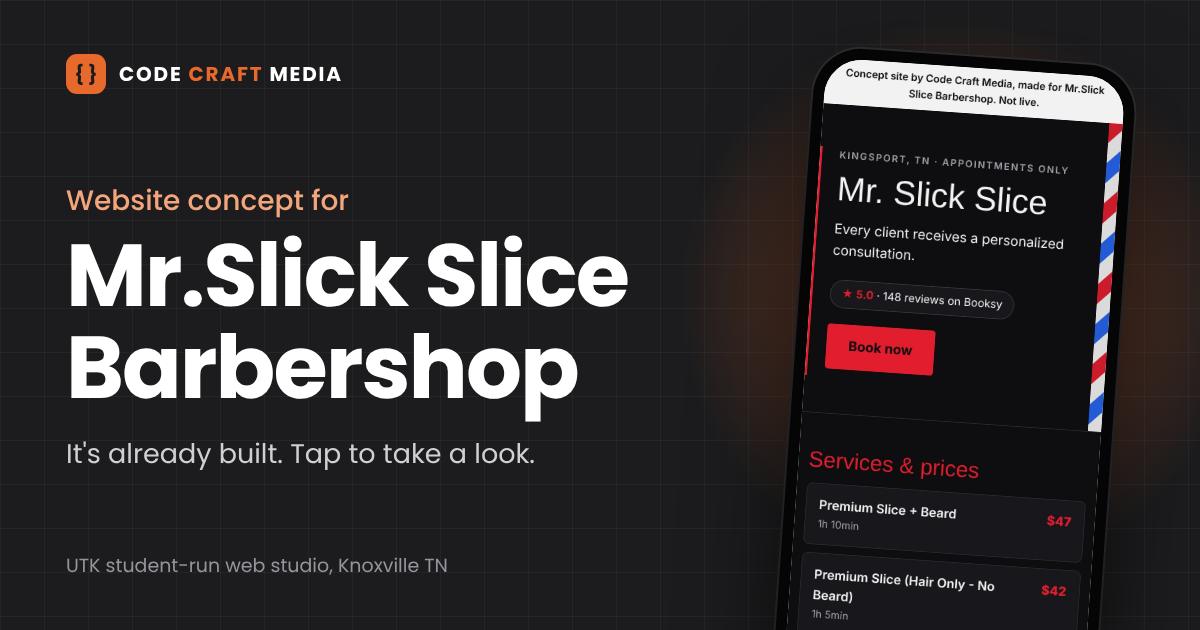 { } CODE CRAFT MEDIA
Website concept for
Mr.Slick Slice
Barbershop
It's already built. Tap to take a look.
UTK student-run web studio, Knoxville TN
Concept site by Code Craft Media, made for Mr.Slick
Slice Barbershop. Not live.
KINGSPORT, TN · APPOINTMENTS ONLY
Mr. Slick Slice
Every client receives a personalized
consultation.
★ 5.0 · 148 reviews on Booksy
Book now
Services & prices
Premium Slice + Beard $47
1h 10min
Premium Slice (Hair Only - No $42
Beard)
1h 5min